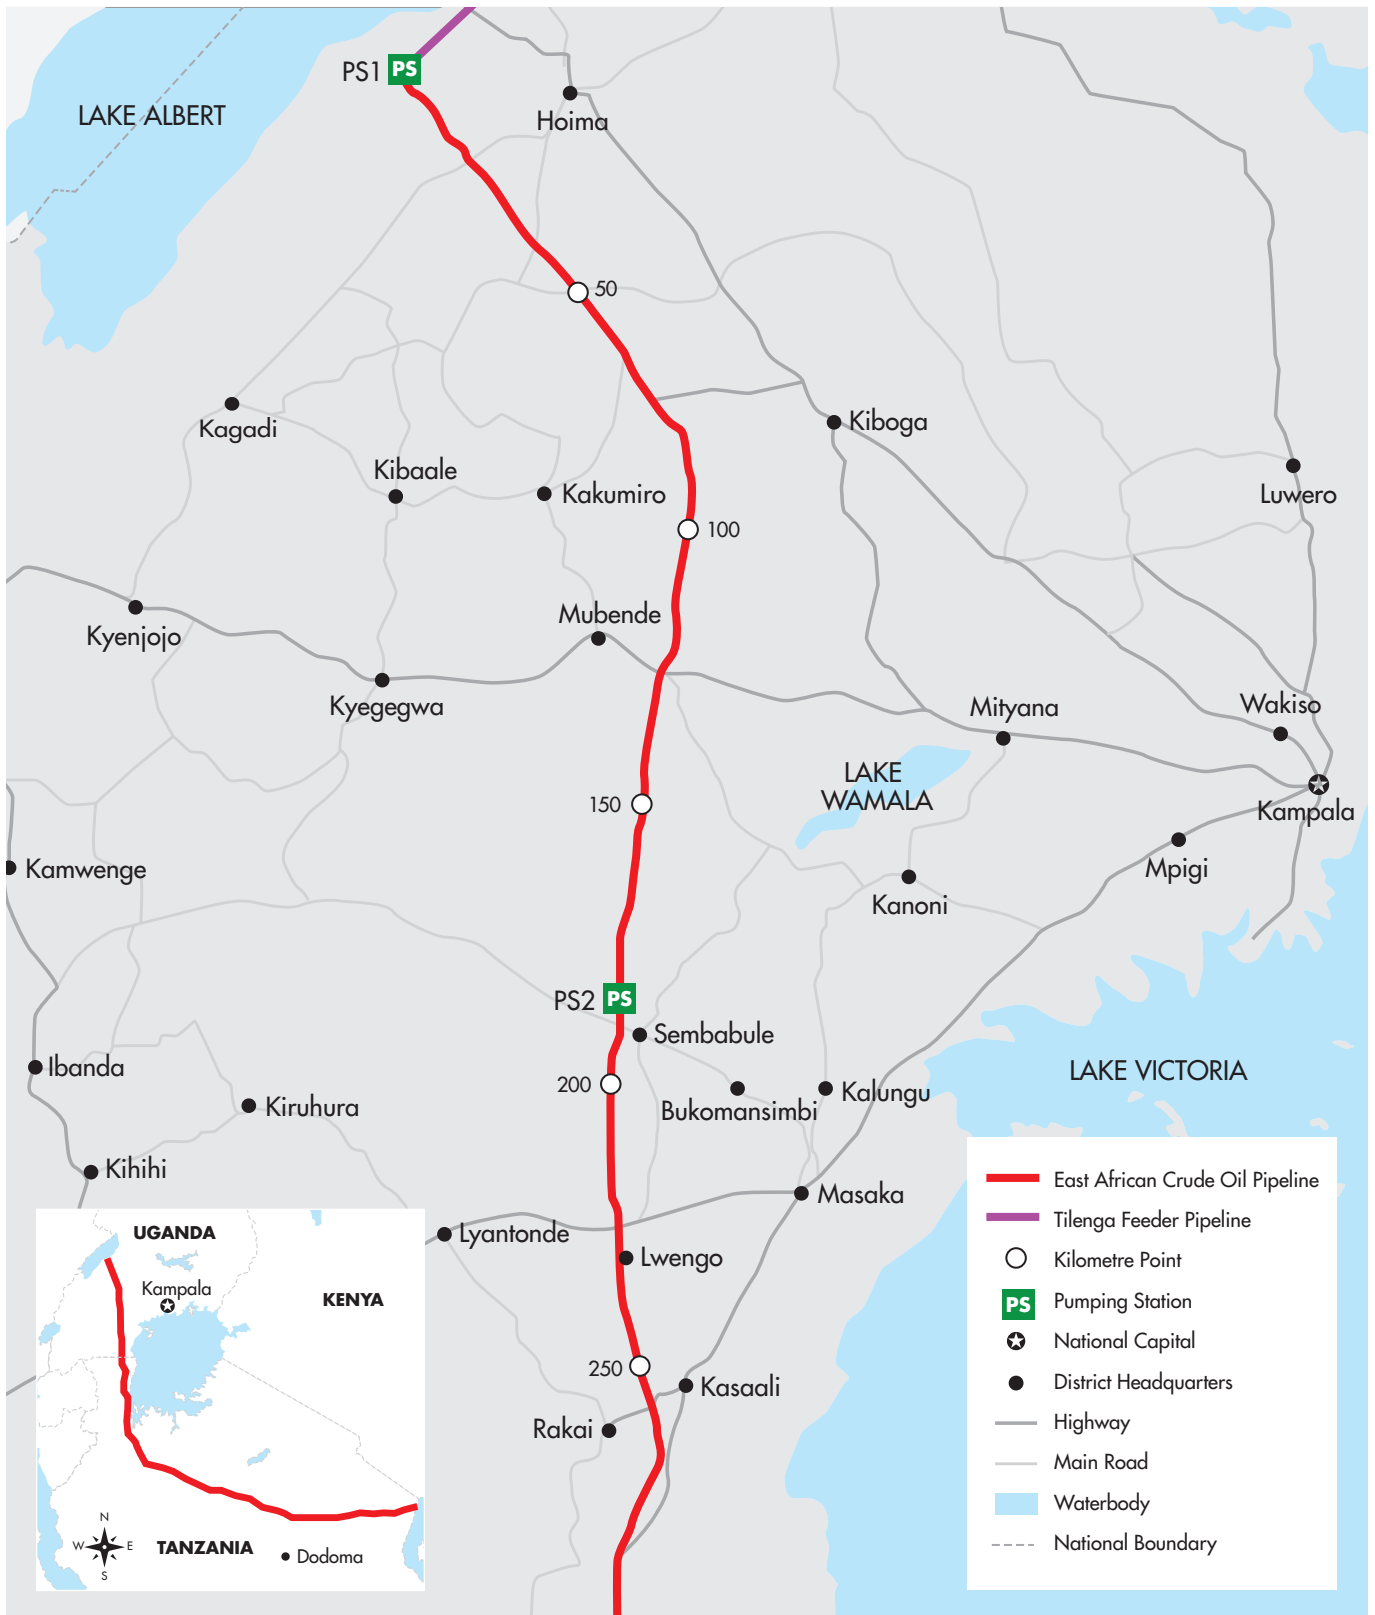 PS1 PS
LAKE ALBERT
Hoima
50
Kagadi
Kiboga
Kibaale
Kakumiro
Luwero
100
Mubende
Kyenjojo
Kyegegwa
Mityana
Wakiso
LAKE
WAMALA
150
Kampala
Kamwenge
Mpigi
Kanoni
PS2 PS
Sembabule
Ibanda
LAKE VICTORIA
200
Kiruhura
Bukomansimbi
Kalungu
Kihihi
Masaka
Lyantonde
Lwengo
250
Kasaali
Rakai
East African Crude Oil Pipeline
Tilenga Feeder Pipeline
Kilometre Point
PS Pumping Station
National Capital
District Headquarters
Highway
Main Road
Waterbody
National Boundary
UGANDA
Kampala
KENYA
N
W E
S
TANZANIA
Dodoma